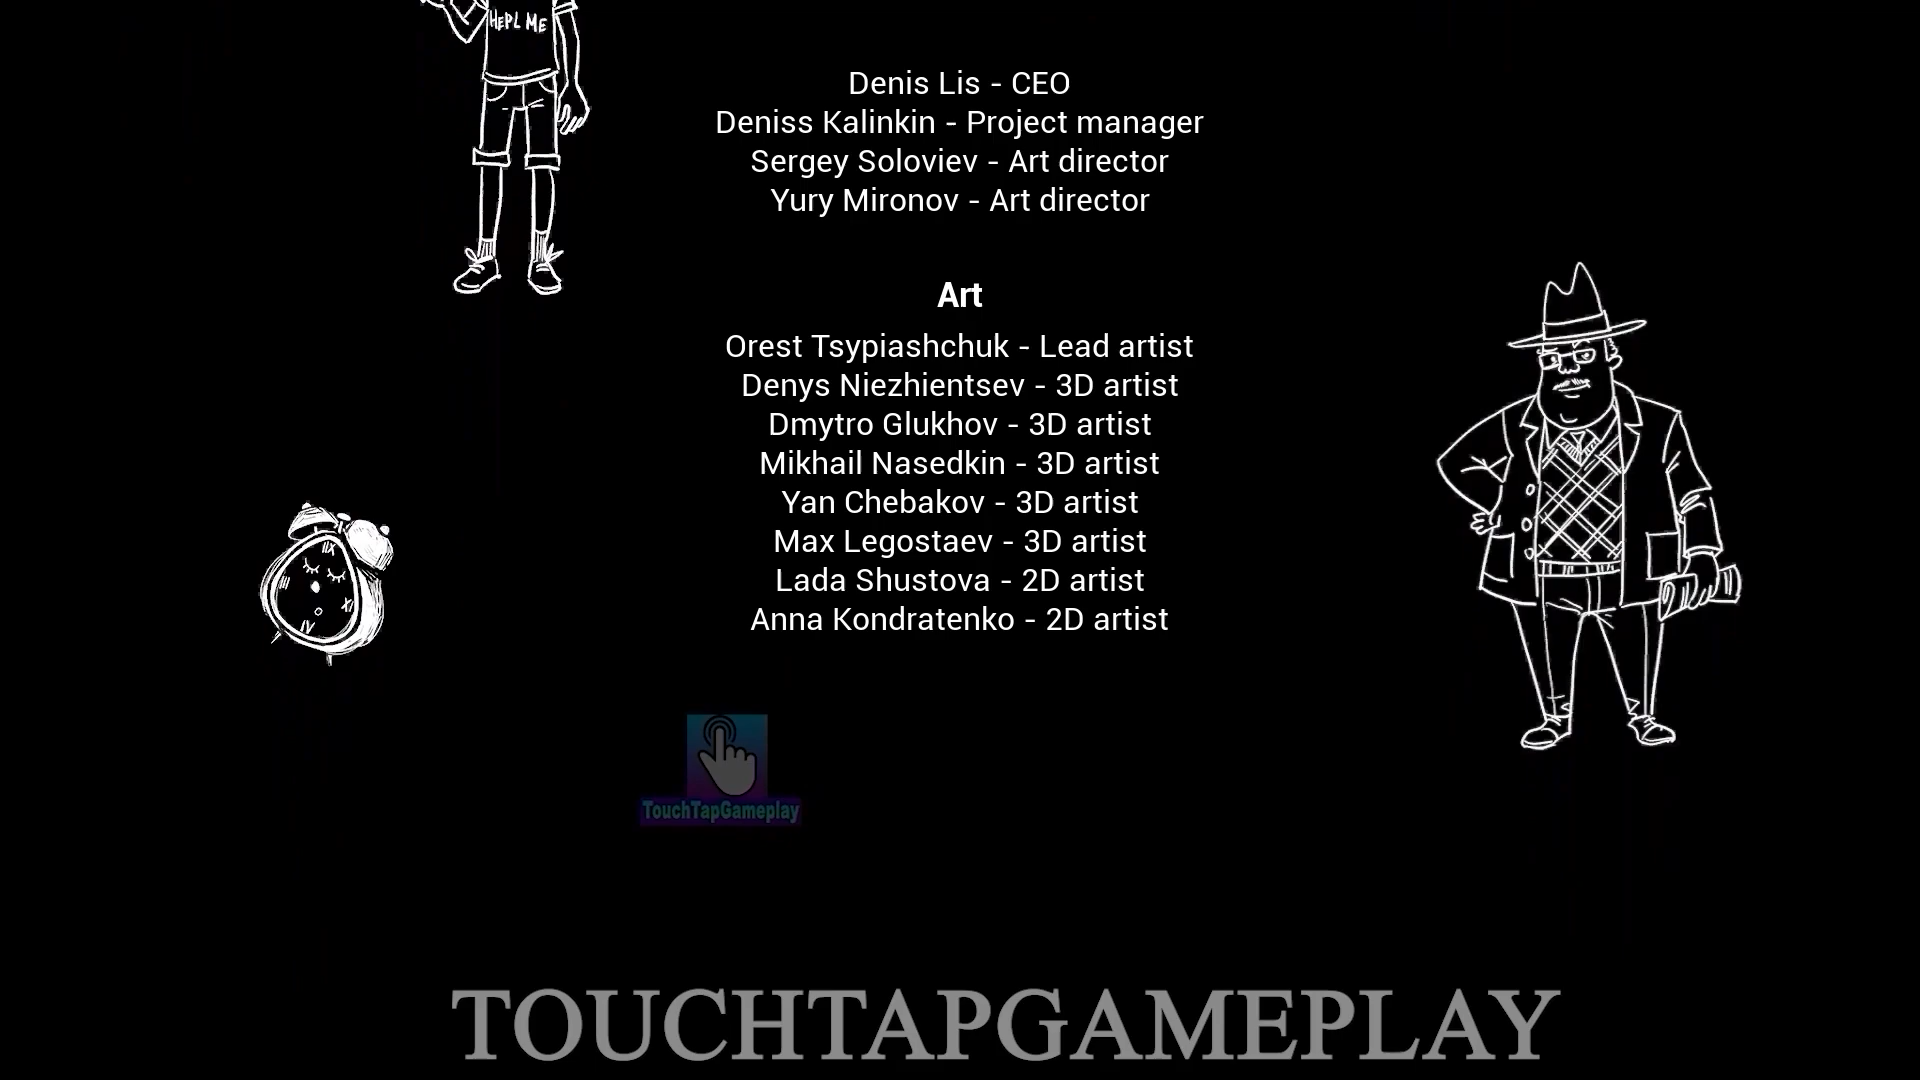 HEPL ME
Denis Lis - CEO
Deniss Kalinkin - Project manager
Sergey Soloviev - Art director
Yury Mironov - Art director
Art
Orest Tsypiashchuk - Lead artist
Denys Niezhientsev - 3D artist
Dmytro Glukhov - 3D artist
Mikhail Nasedkin - 3D artist
Yan Chebakov - 3D artist
Max Legostaev - 3D artist
Lada Shustova - 2D artist
Anna Kondratenko - 2D artist
TouchTapGameplay
TOUCHTAPGAMEPLAY